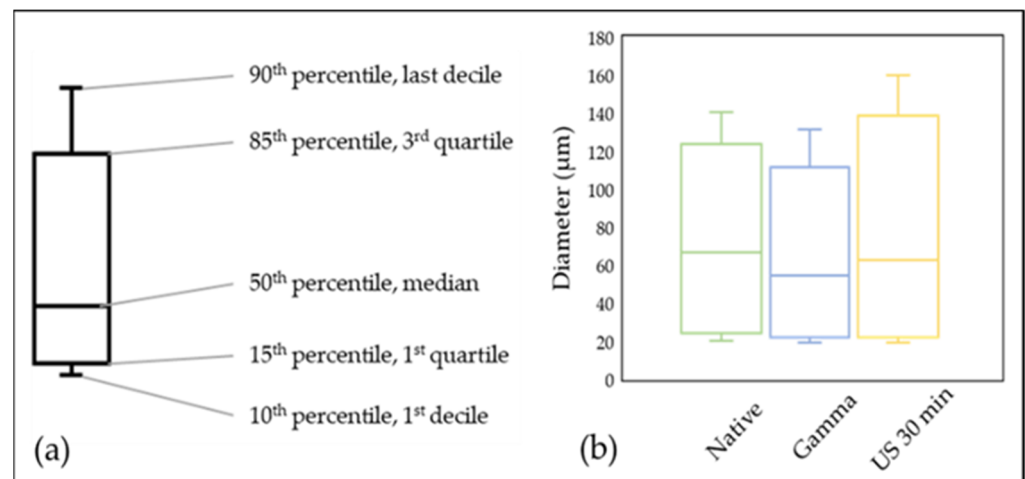 90th percentile, last decile
85th percentile, 3rd quartile
50th percentile, median
15th percentile, 1st quartile
10th percentile, 1st decile
(a)
Diameter (µm)
180
160
140
120
100
80
60
40
20
0
Native
Gamma
US 30 min
(b)